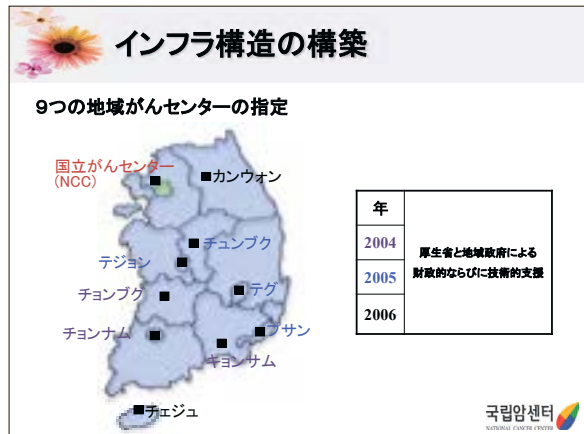 インフラ構造の構築
9つの地域がんセンターの指定
国立がんセンター
(NCC)
カンウォン
チュンブク
テジョン
チョンブク
テグ
チョンナム
プサン
キョンサム
チェジュ
年
2004
2005
2006
厚生省と地域政府による
財政的ならびに技術的支援
국립암센터
NATIONAL CANCER CENTER